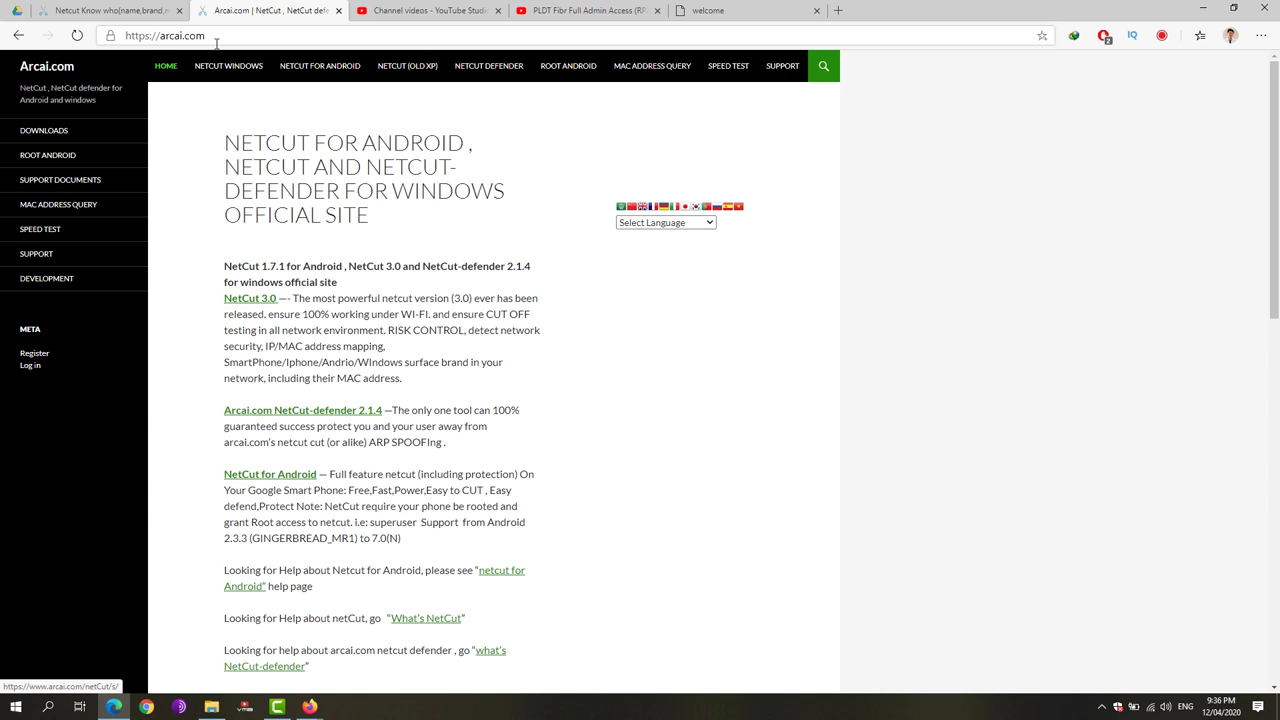 Netcut Know who(name,brand,m
Arcai.com | NetCut , NetCut defe
Channel videos - YouTube Studio
PLDT Fibr Full Admin Access (RP2
welcome
https://arcai.com
2
IQ
Arcai.com
NetCut , NetCut defender for
Android and windows
DOWNLOADS
ROOT ANDROID
SUPPORT DOCUMENTS
MAC ADDRESS QUERY
SPEED TEST
SUPPORT
DEVELOPMENT
META
Register
Log in
HOME NETCUT WINDOWS NETCUT FOR ANDROID NETCUT (OLD XP) NETCUT DEFENDER ROOT ANDROID MAC ADDRESS QUERY SPEED TEST SUPPORT
NETCUT FOR ANDROID ,
NETCUT AND NETCUT-
DEFENDER FOR WINDOWS
OFFICIAL SITE
Select Language
NetCut 1.7.1 for Android , NetCut 3.0 and NetCut-defender 2.1.4
for windows official site
NetCut 3.0 —- The most powerful netcut version (3.0) ever has been
released. ensure 100% working under WI-FI. and ensure CUT OFF
testing in all network environment. RISK CONTROL, detect network
security, IP/MAC address mapping,
SmartPhone/Iphone/Andrio/WIndows surface brand in your
network, including their MAC address.
Arcai.com NetCut-defender 2.1.4 —The only one tool can 100%
guaranteed success protect you and your user away from
arcai.com's netcut cut (or alike) ARP SPOOFIng .
NetCut for Android — Full feature netcut (including protection) On
Your Google Smart Phone: Free,Fast,Power,Easy to CUT , Easy
defend,Protect Note: NetCut require your phone be rooted and
grant Root access to netcut. i.e: superuser Support from Android
2.3.3 (GINGERBREAD_MR1) to 7.0(N)
Looking for Help about Netcut for Android, please see “netcut for
Android” help page
Looking for Help about netCut, go “What's NetCut”
Looking for help about arcai.com netcut defender , go “what's
NetCut-defender”
https://www.arcai.com/netCut/s/
ENG
9:36 PM
12/04/2020